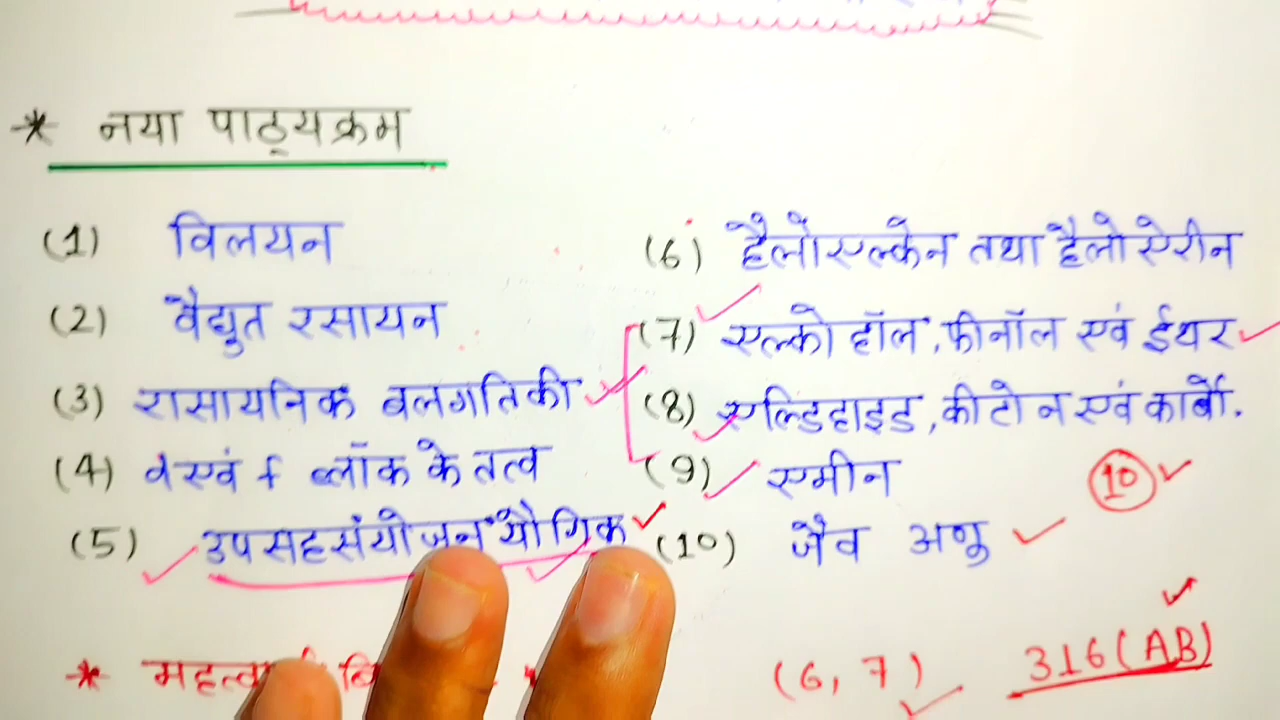 * नया पाठ्यक्रम
(1) विलयन
(2) वैद्युत रसायन
(3) रासायनिक बलगतिकी
(4) d एवं f ब्लॉक के तत्व
(5) उपसहसंयोजन यौगिक
(6) हैलोएल्केन तथा हैलोऐरीन
(7) एल्कोहॉल, फीनॉल एवं ईथर
(8) एल्डिहाइड, कीटोन एवं कार्बो.
(9) एमीन
(10) जैव अणु
10
* (6, 7) 316 (AB)